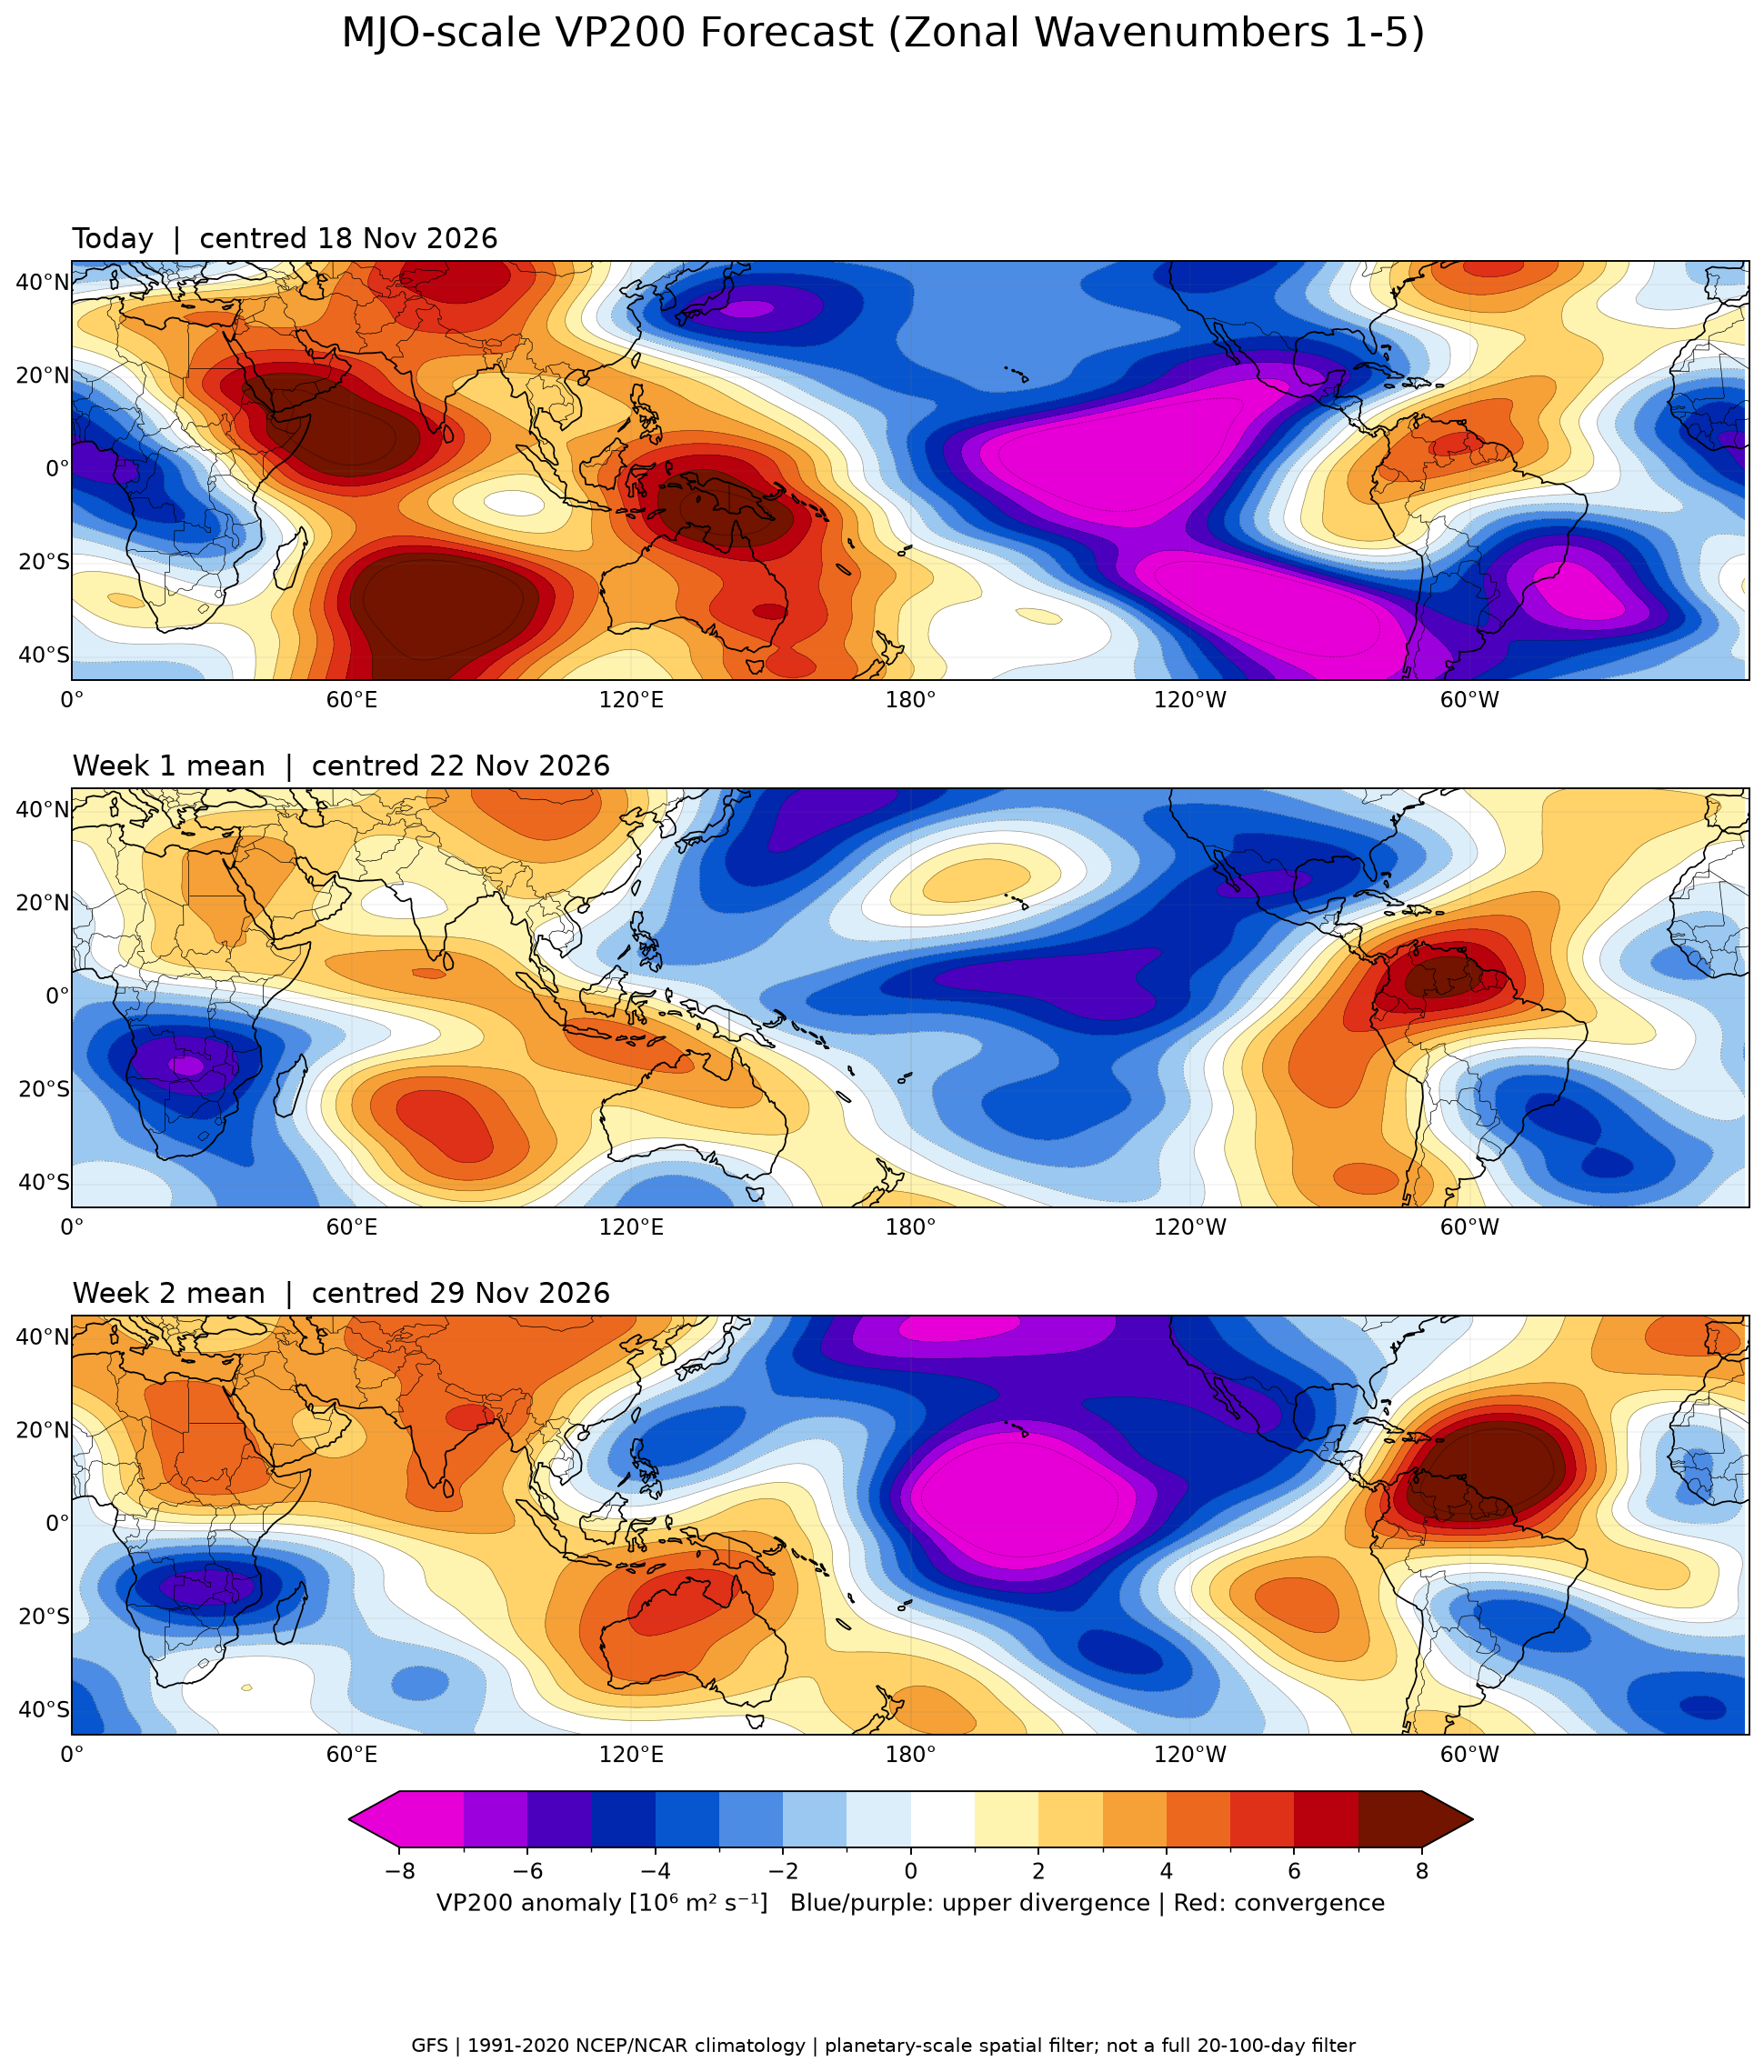 MJO-scale VP200 Forecast (Zonal Wavenumbers 1-5)
Today | centred 18 Nov 2026
40°N
20°N
0°
20°S
40°S
0° 60°E 120°E 180° 120°W 60°W
Week 1 mean | centred 22 Nov 2026
40°N
20°N
0°
20°S
40°S
0° 60°E 120°E 180° 120°W 60°W
Week 2 mean | centred 29 Nov 2026
40°N
20°N
0°
20°S
40°S
0° 60°E 120°E 180° 120°W 60°W
−8 −6 −4 −2 0 2 4 6 8
VP200 anomaly [10⁶ m² s⁻¹] Blue/purple: upper divergence | Red: convergence
GFS | 1991-2020 NCEP/NCAR climatology | planetary-scale spatial filter; not a full 20-100-day filter